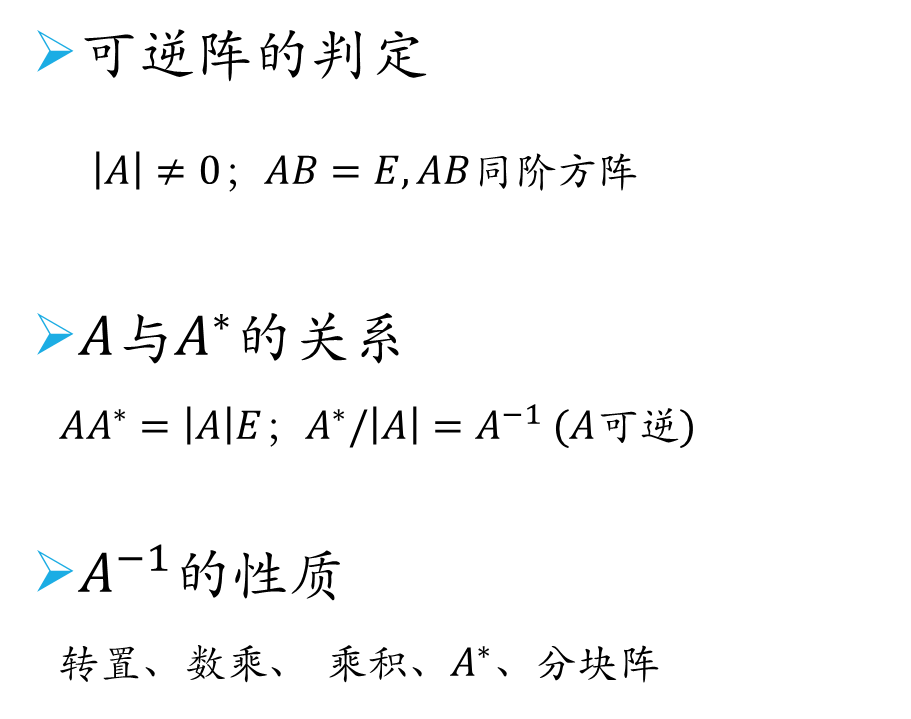 ➢可逆阵的判定
|A| ≠ 0；AB = E, AB同阶方阵
➢A与A*的关系
AA* = |A|E；A*/|A| = A⁻¹ (A可逆)
➢A⁻¹的性质
转置、数乘、 乘积、A*、分块阵